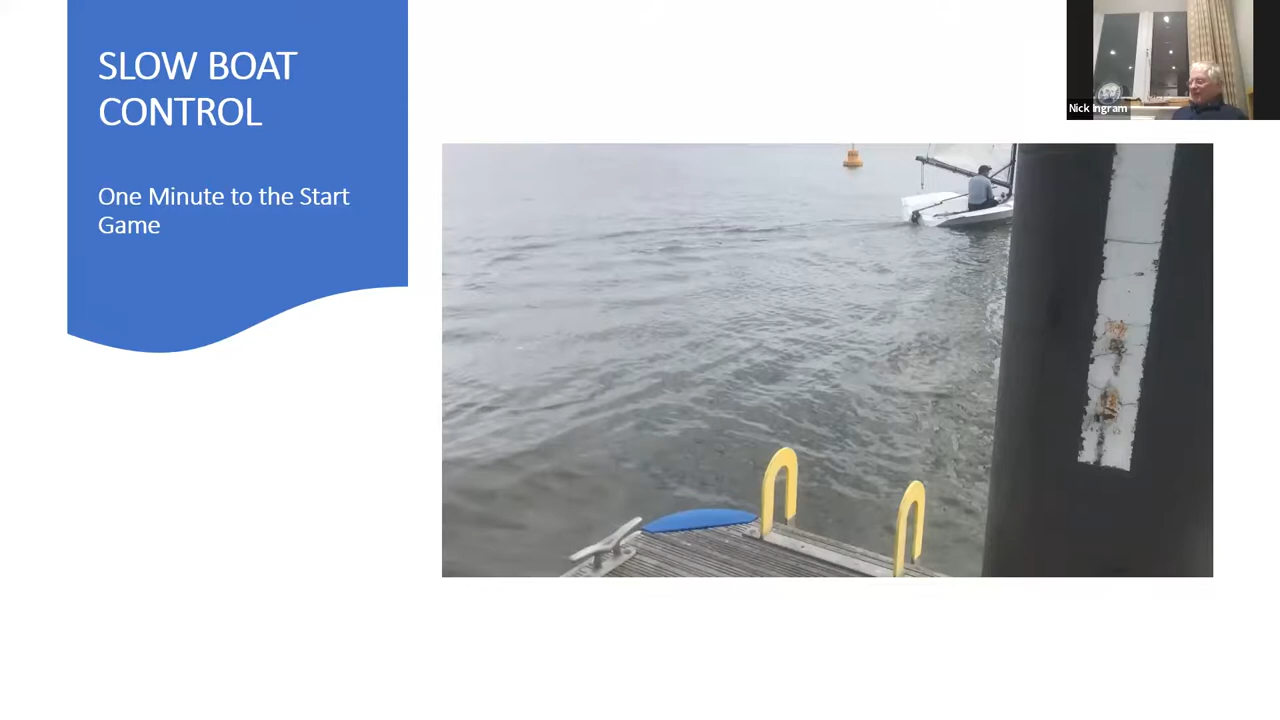 SLOW BOAT
CONTROL
One Minute to the Start
Game
Nick Ingram